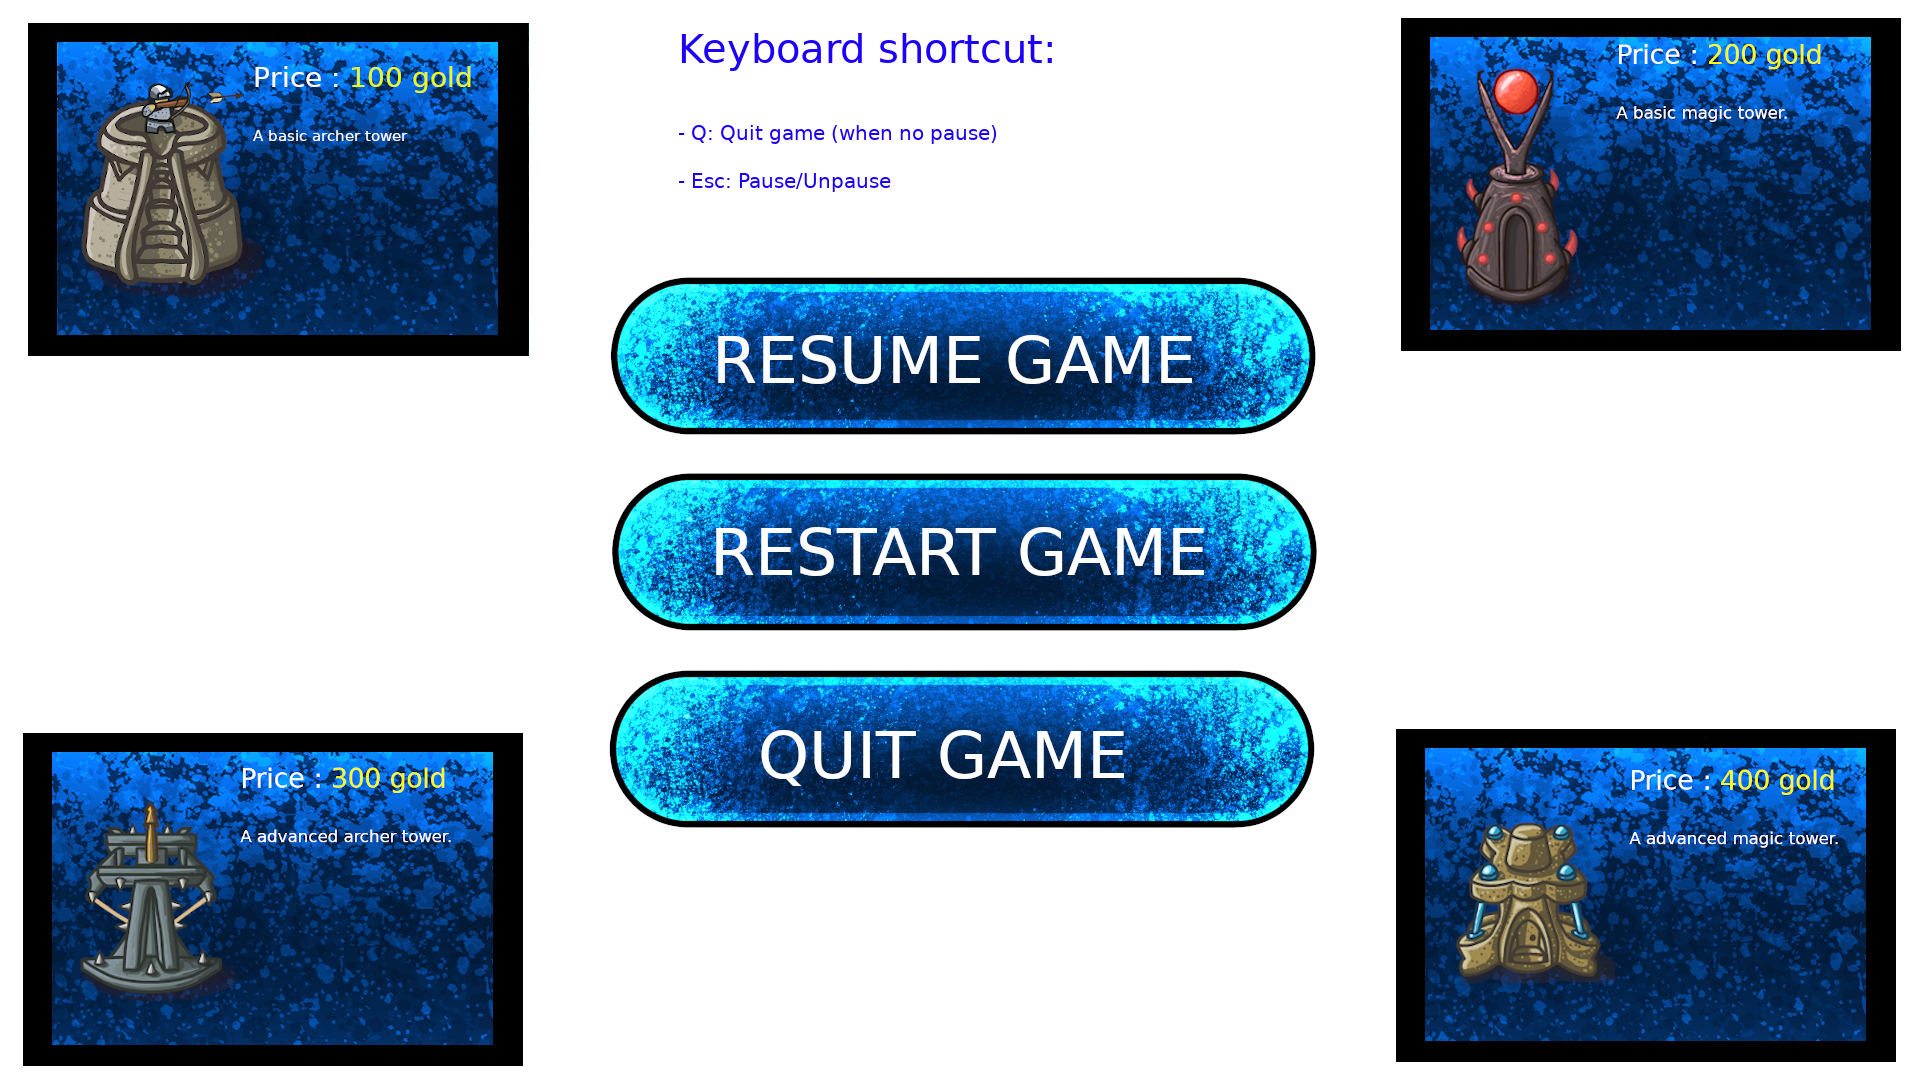 Price : 100 gold
A basic archer tower
Keyboard shortcut:
- Q: Quit game (when no pause)
- Esc: Pause/Unpause
Price : 200 gold
A basic magic tower.
RESUME GAME
RESTART GAME
QUIT GAME
Price : 300 gold
A advanced archer tower.
Price : 400 gold
A advanced magic tower.